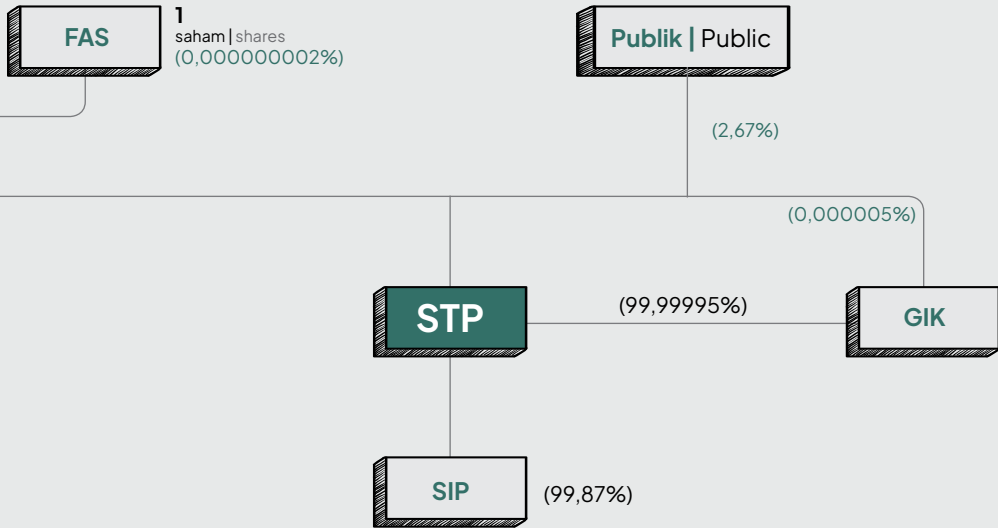 FAS
1
saham | shares
(0,000000002%)
Publik | Public
(2,67%)
(0,000005%)
STP
(99,99995%)
GIK
SIP
(99,87%)